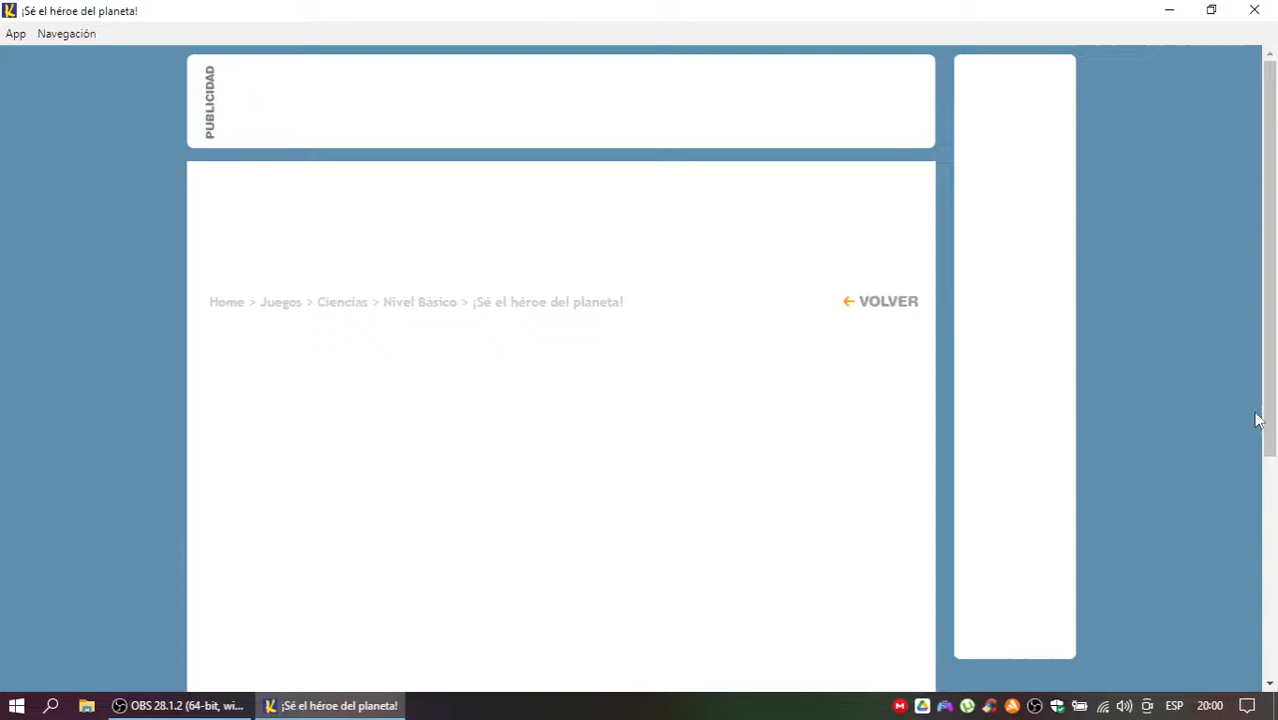 ¡Sé el héroe del planeta!
App Navegación
PUBLICIDAD
Home > Juegos > Ciencias > Nivel Básico > ¡Sé el héroe del planeta!
VOLVER
OBS 28.1.2 (64-bit, wi... ¡Sé el héroe del planeta! ESP 20:00